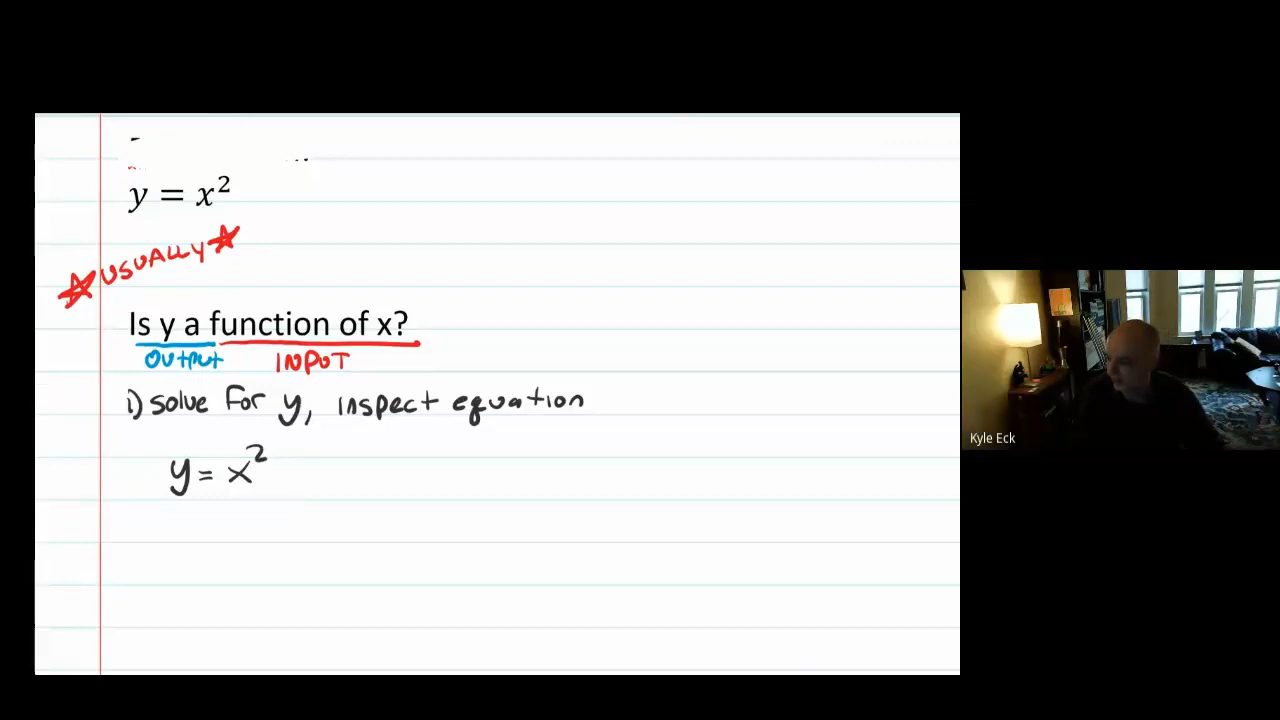 y = x²
☆USUALLY☆
Is y a function of x?
OUTPUT INPUT
1) solve for y, inspect equation
y = x²
Kyle Eck